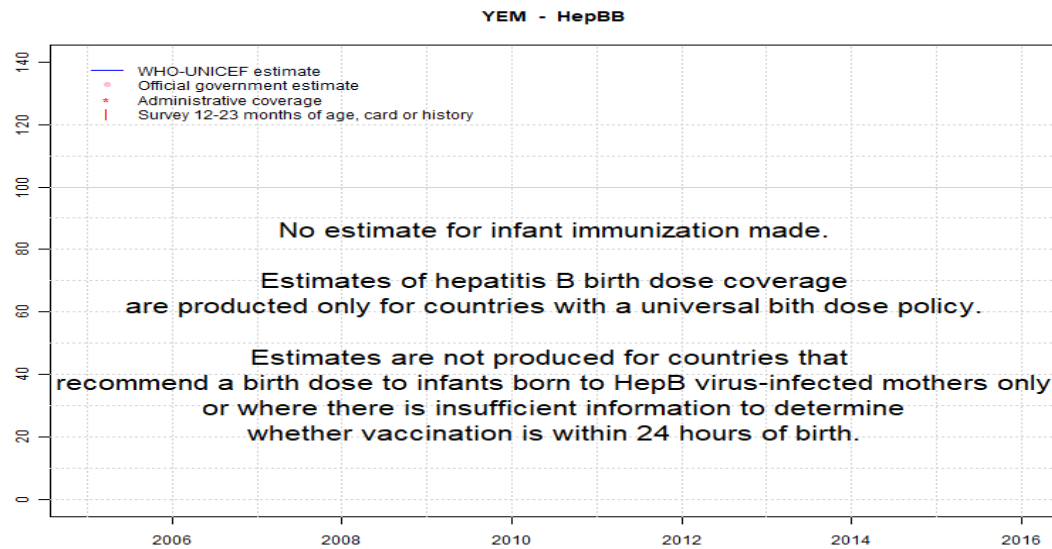 YEM - HepBB
140
120
100
80
60
40
20
0
WHO-UNICEF estimate
Official government estimate
Administrative coverage
Survey 12-23 months of age, card or history
No estimate for infant immunization made.
Estimates of hepatitis B birth dose coverage
are producted only for countries with a universal bith dose policy.
Estimates are not produced for countries that
recommend a birth dose to infants born to HepB virus-infected mothers only
or where there is insufficient information to determine
whether vaccination is within 24 hours of birth.
2006 2008 2010 2012 2014 2016